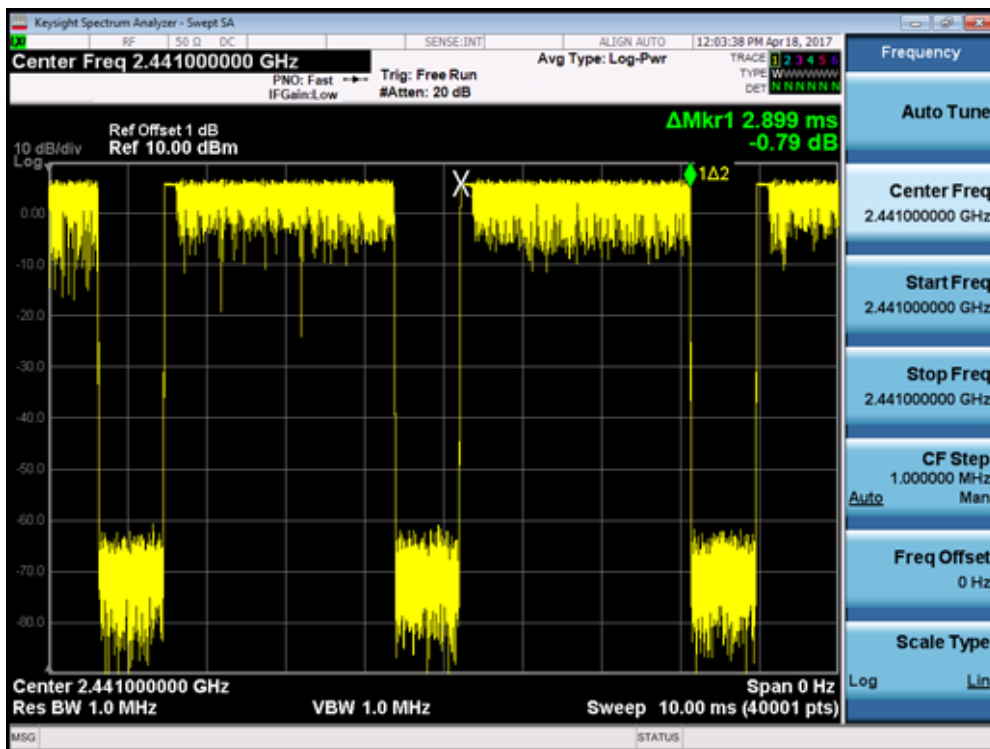 Keysight Spectrum Analyzer - Swept SA
LXI RF 50 Ω DC SENSE:INT ALIGN AUTO 12:03:38 PM Apr 18, 2017
Center Freq 2.441000000 GHz
PNO: Fast
IFGain:Low
Trig: Free Run
#Atten: 20 dB
Avg Type: Log-Pwr
TRACE 1 2 3 4 5 6
TYPE WWWWWWW
DET N N N N N N
ΔMkr1 2.899 ms
-0.79 dB
Ref Offset 1 dB
10 dB/div Ref 10.00 dBm
Log
1Δ2
0.00
-10.0
-20.0
-30.0
-40.0
-50.0
-60.0
-70.0
-80.0
Center 2.441000000 GHz Span 0 Hz
Res BW 1.0 MHz VBW 1.0 MHz Sweep 10.00 ms (40001 pts)
MSG STATUS
Frequency
Auto Tune
Center Freq
2.441000000 GHz
Start Freq
2.441000000 GHz
Stop Freq
2.441000000 GHz
CF Step
1.000000 MHz
Auto Man
Freq Offset
0 Hz
Scale Type
Log Lin